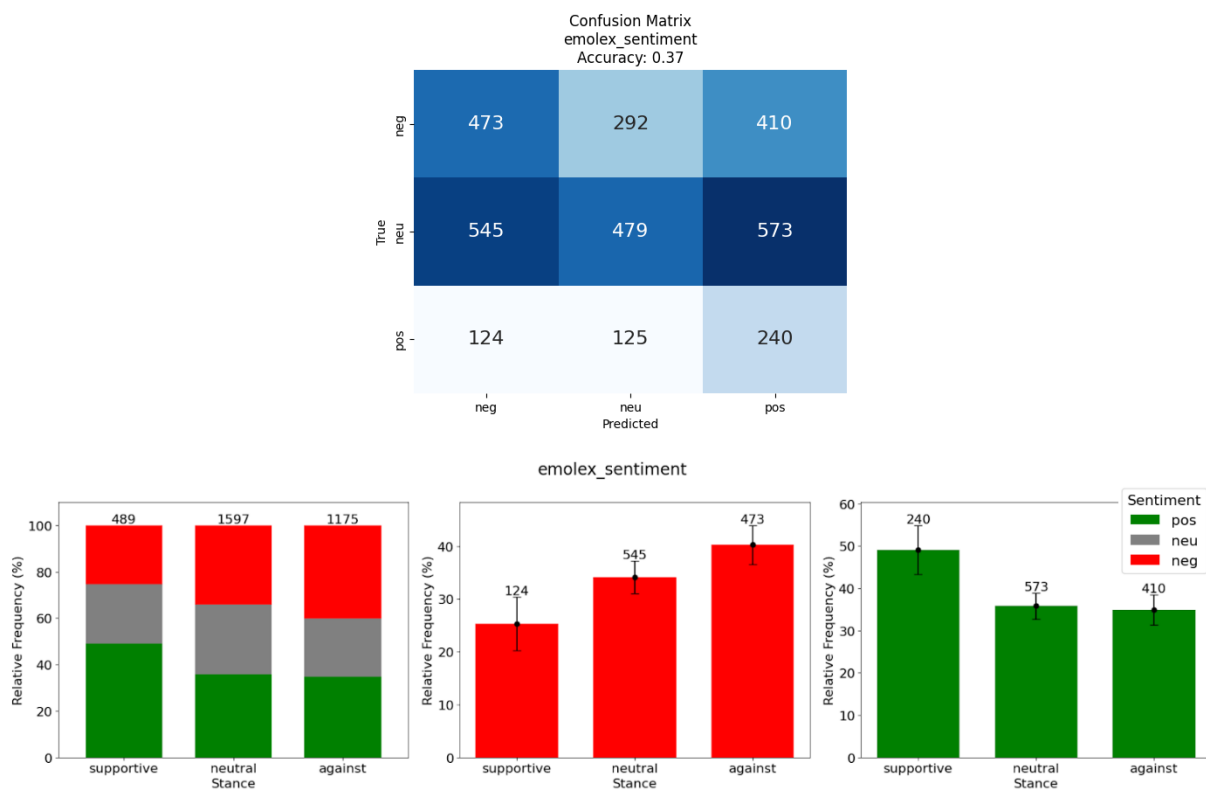 Confusion Matrix
emolex_sentiment
Accuracy: 0.37
True
neg
473 292 410
neu
545 479 573
pos
124 125 240
neg neu pos
Predicted
emolex_sentiment
Relative Frequency (%)
100
80
60
40
20
0
489 1597 1175
supportive neutral against
Stance
Relative Frequency (%)
40
30
20
10
0
124 545 473
supportive neutral against
Stance
Relative Frequency (%)
60
50
40
30
20
10
0
240 573 410
supportive neutral against
Stance
Sentiment
pos
neu
neg